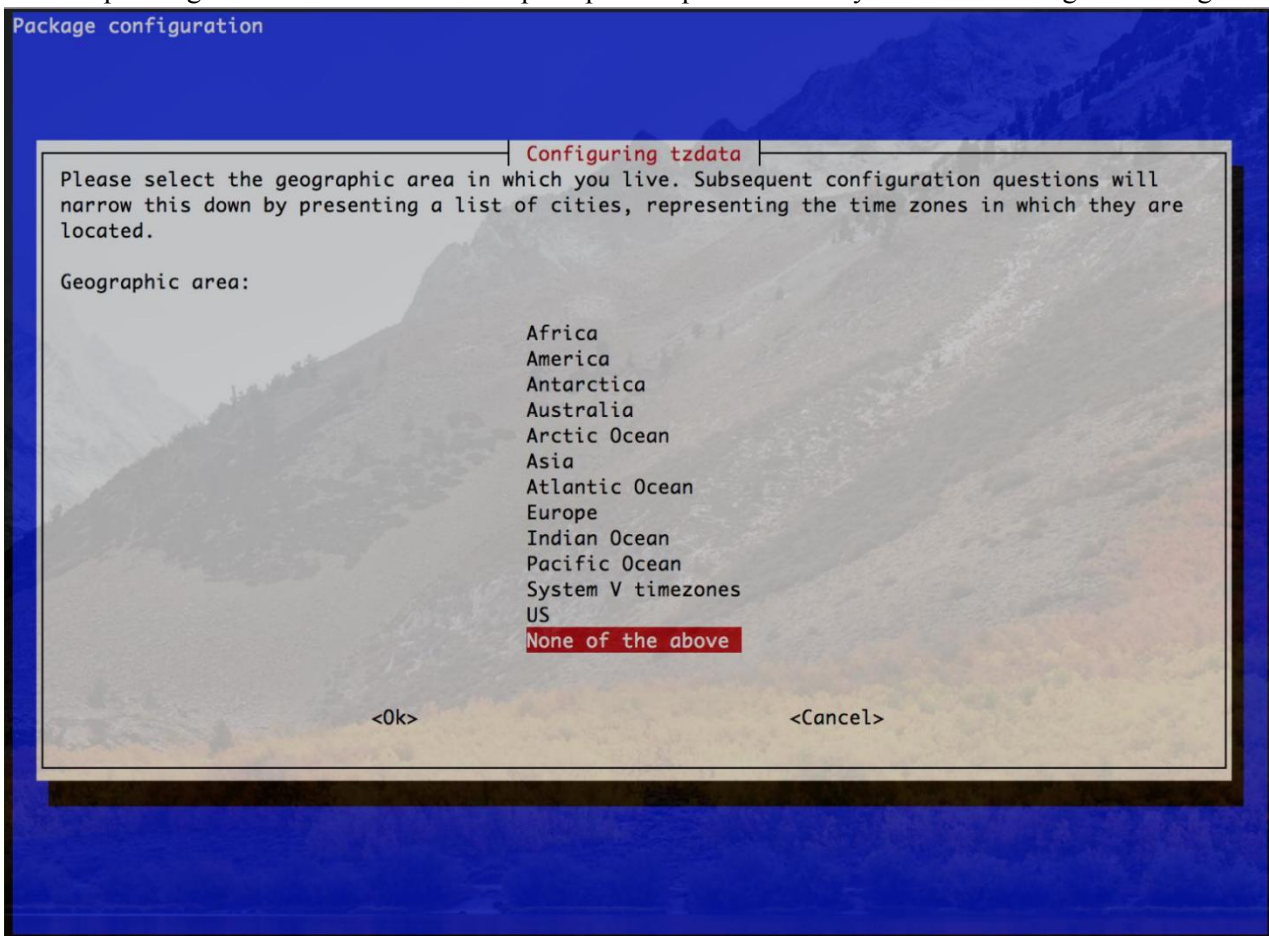 Package configuration
Configuring tzdata
Please select the geographic area in which you live. Subsequent configuration questions will
narrow this down by presenting a list of cities, representing the time zones in which they are
located.
Geographic area:
Africa
America
Antarctica
Australia
Arctic Ocean
Asia
Atlantic Ocean
Europe
Indian Ocean
Pacific Ocean
System V timezones
US
None of the above
<Ok> <Cancel>